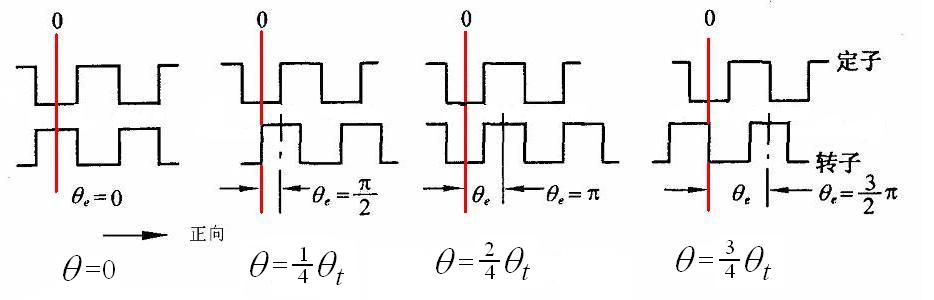 0 0 0 0
定子
转子
θe=0 θe=π/2 θe θe=π θe θe=3/2π
正向
θ=0 θ=1/4θt θ=2/4θt θ=3/4θt